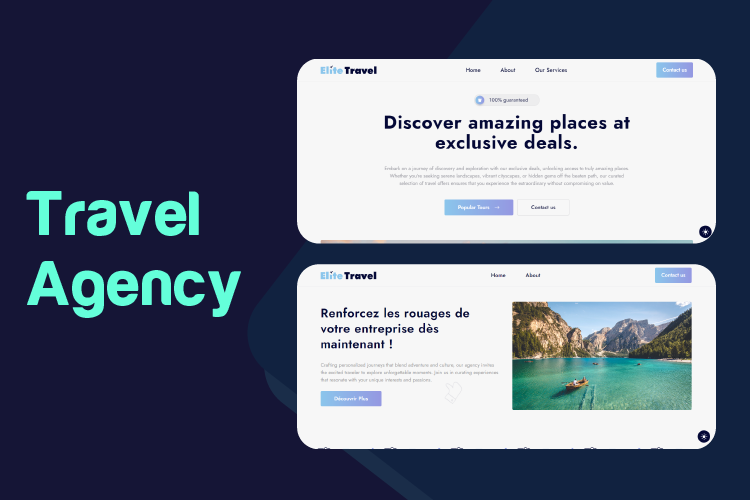 Travel
Agency
Elite Travel
Home About Our Services
Contact us
100% guaranteed
Discover amazing places at
exclusive deals.
Embark on a journey of discovery and exploration with our exclusive deals, unlocking access to truly amazing places.
Whether you're seeking serene landscapes, vibrant cityscapes, or hidden gems off the beaten path, our curated
selection of travel offers ensures that you experience the extraordinary without compromising on value.
Popular Tours →
Contact us
Elite Travel
Home About
Contact us
Renforcez les rouages de
votre entreprise dès
maintenant !
Crafting personalized journeys that blend adventure and culture, our agency invites
the excited traveler to explore unforgettable moments. Join us in curating experiences
that resonate with your unique interests and passions.
Découvrir Plus